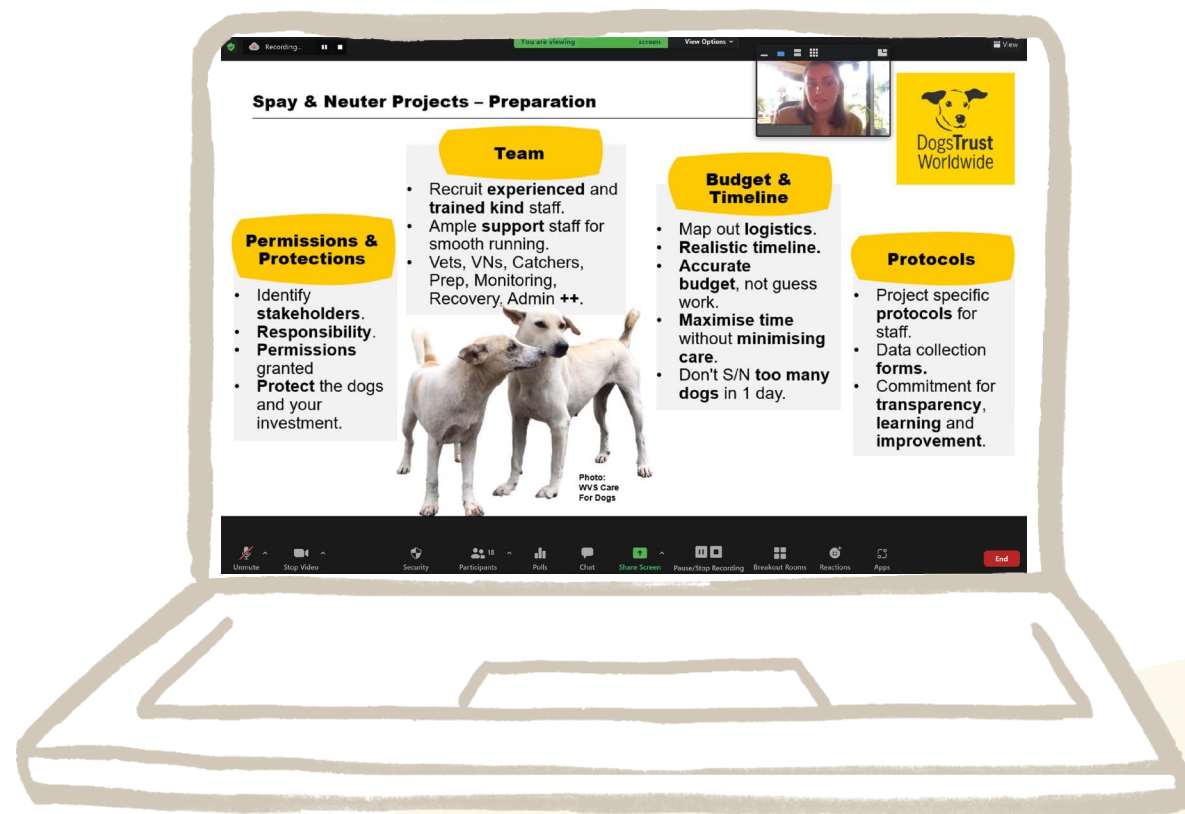 Recording...
You are viewing
screen
View Options
View
Spay & Neuter Projects – Preparation
DogsTrust
Worldwide
Permissions &
Protections
• Identify
stakeholders.
• Responsibility.
• Permissions
granted
• Protect the dogs
and your
investment.
Team
• Recruit experienced and
trained kind staff.
• Ample support staff for
smooth running.
• Vets, VNs, Catchers,
Prep, Monitoring,
Recovery, Admin ++.
Photo:
WVS Care
For Dogs
Budget &
Timeline
• Map out logistics.
• Realistic timeline.
• Accurate
budget, not guess
work.
• Maximise time
without minimising
care.
• Don't S/N too many
dogs in 1 day.
Protocols
• Project specific
protocols for
staff.
• Data collection
forms.
• Commitment for
transparency,
learning and
improvement.
Unmute
Stop Video
Security
Participants
18
Polls
Chat
Share Screen
Pause/Stop Recording
Breakout Rooms
Reactions
Apps
End